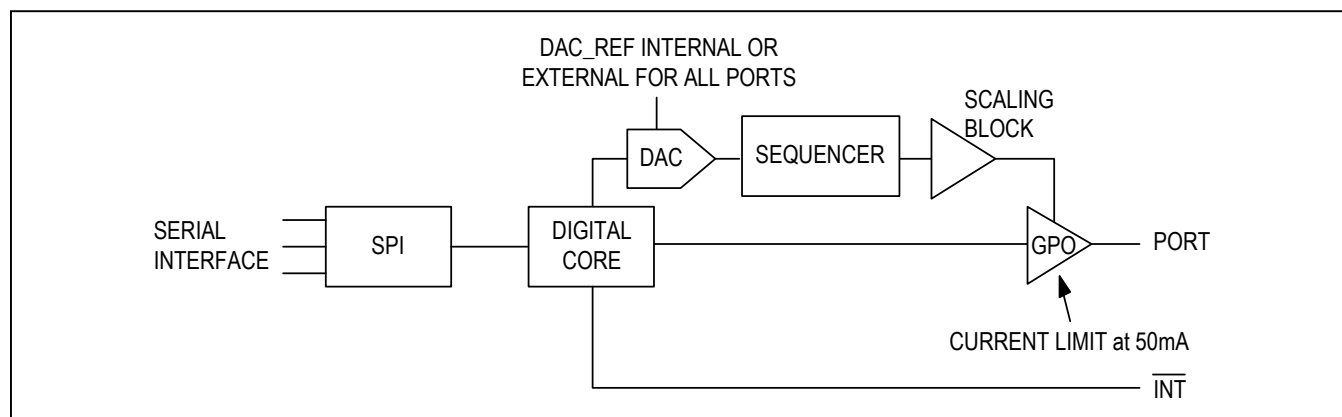 DAC_REF INTERNAL OR
EXTERNAL FOR ALL PORTS
SCALING
BLOCK
DAC
SEQUENCER
SERIAL
INTERFACE
SPI
DIGITAL
CORE
GPO
PORT
CURRENT LIMIT at 50mA
INT